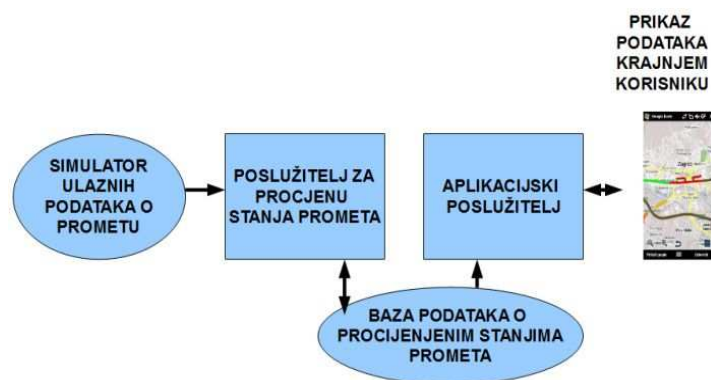 PRIKAZ
PODATAKA
KRAJNJEM
KORISNIKU
SIMULATOR
ULAZNIH
PODATAKA O
PROMETU
POSLUŽITELJ ZA
PROCJENU
STANJA PROMETA
APLIKACIJSKI
POSLUŽITELJ
BAZA PODATAKA O
PROCIJENJENIM STANJIMA
PROMETA